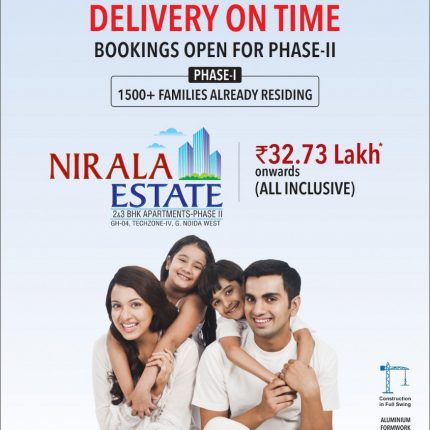 DELIVERY ON TIME
BOOKINGS OPEN FOR PHASE-II
PHASE-I
1500+ FAMILIES ALREADY RESIDING
NIRALA
ESTATE
2&3 BHK APARTMENTS-PHASE II
GH-04, TECHZONE-IV, G. NOIDA WEST
₹32.73 Lakh*
onwards
(ALL INCLUSIVE)
Construction
in Full Swing
ALUMINIUM
FORMWORK